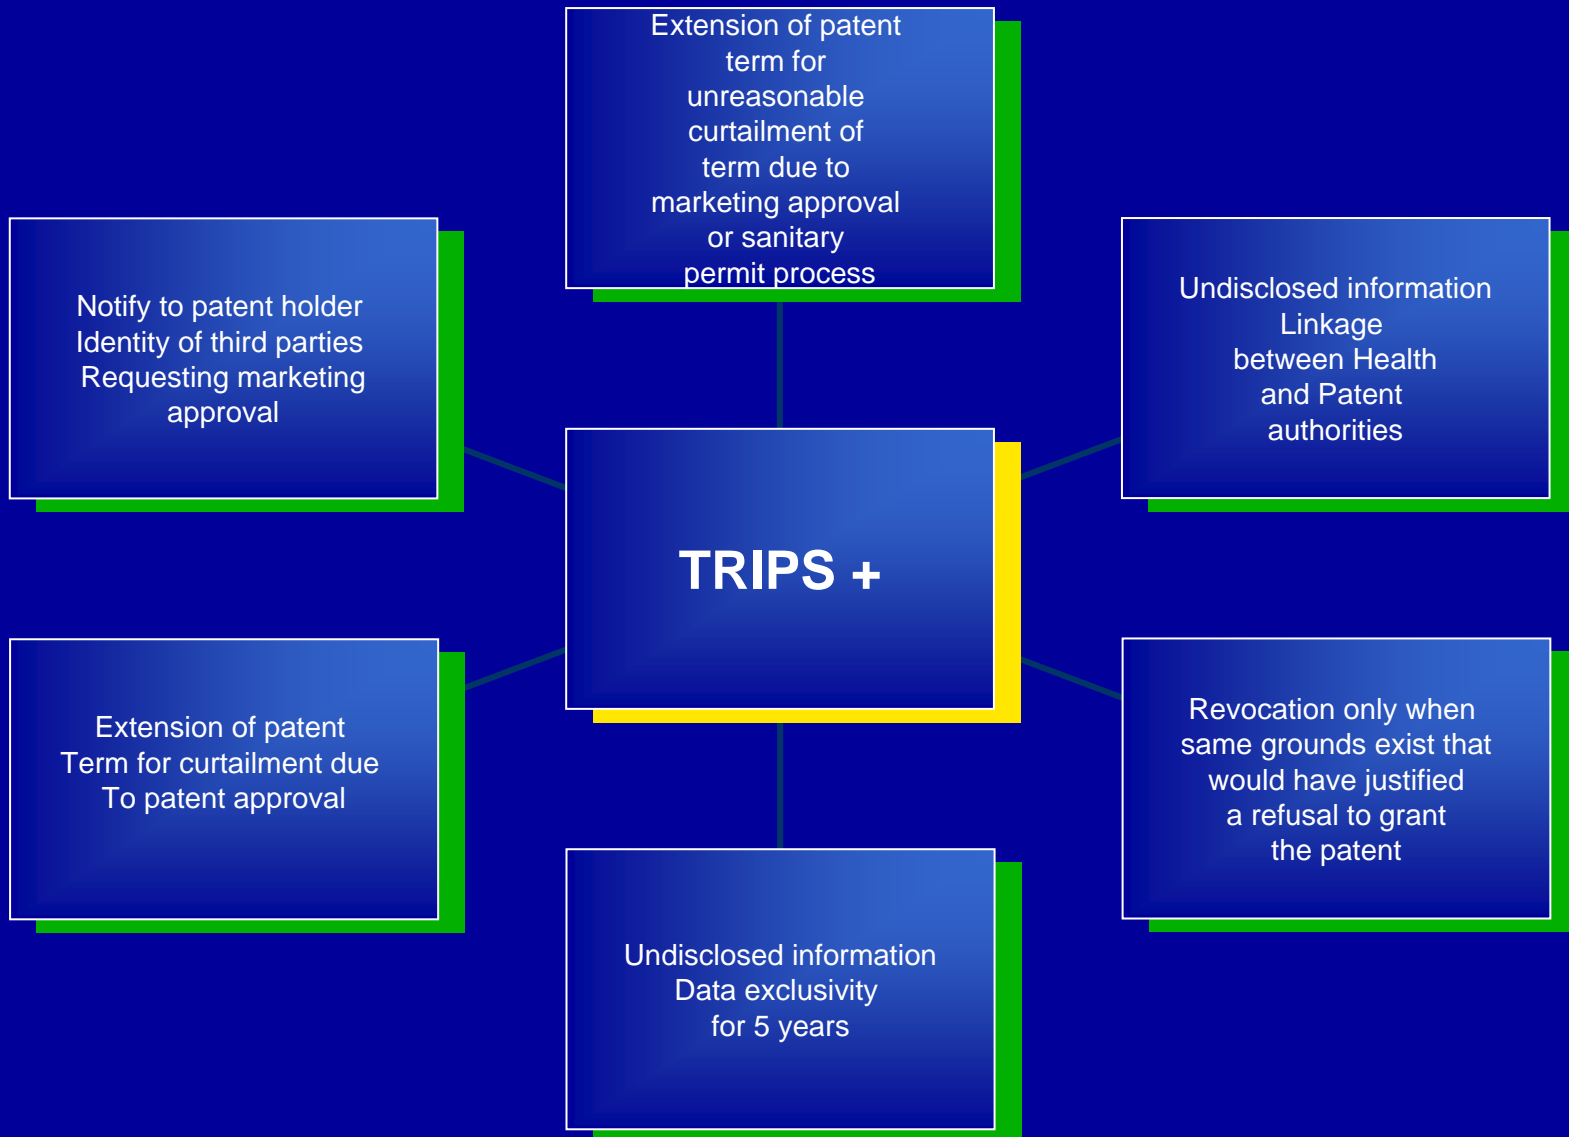 Extension of patent
term for
unreasonable
curtailment of
term due to
marketing approval
or sanitary
permit process
Notify to patent holder
Identity of third parties
Requesting marketing
approval
Undisclosed information
Linkage
between Health
and Patent
authorities
TRIPS +
Extension of patent
Term for curtailment due
To patent approval
Revocation only when
same grounds exist that
would have justified
a refusal to grant
the patent
Undisclosed information
Data exclusivity
for 5 years